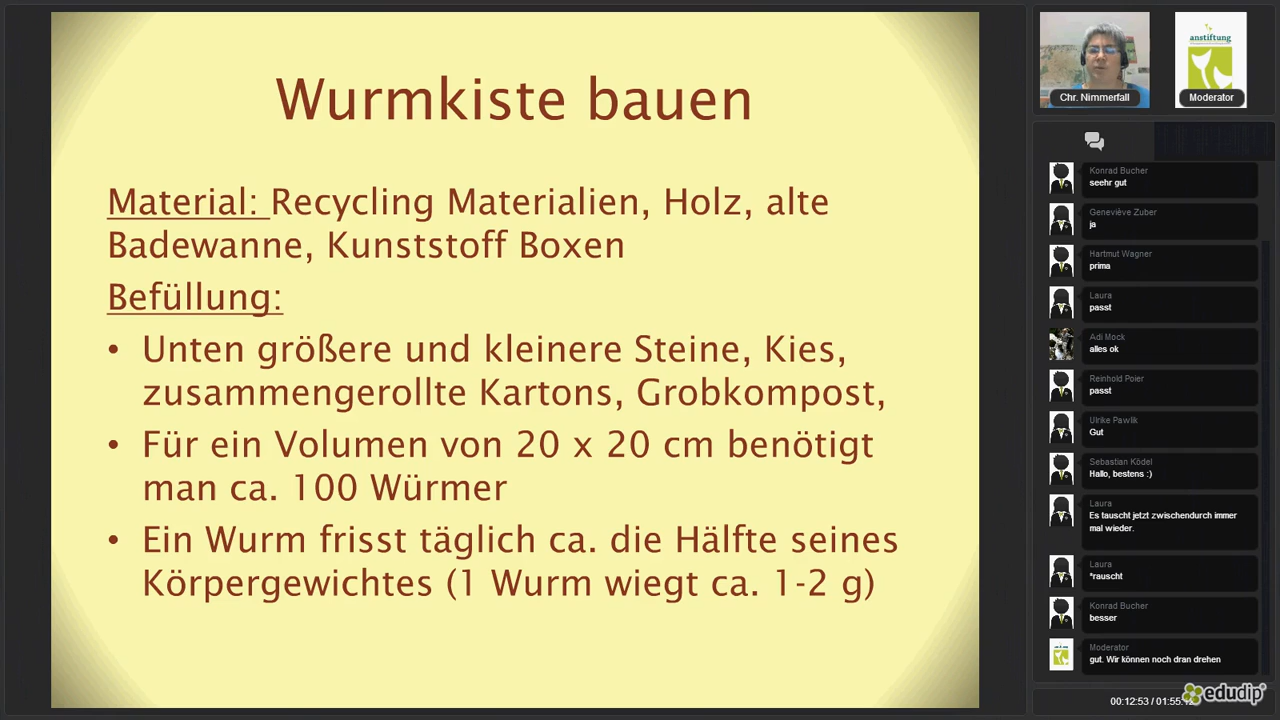 Wurmkiste bauen
Material: Recycling Materialien, Holz, alte
Badewanne, Kunststoff Boxen
Befüllung:
• Unten größere und kleinere Steine, Kies,
zusammengerollte Kartons, Grobkompost,
• Für ein Volumen von 20 x 20 cm benötigt
man ca. 100 Würmer
• Ein Wurm frisst täglich ca. die Hälfte seines
Körpergewichtes (1 Wurm wiegt ca. 1-2 g)
Chr. Nimmerfall
anstiftung
Moderator
Konrad Bucher
seehr gut
Geneviève Zuber
ja
Hartmut Wagner
prima
Laura
passt
Adi Mock
alles ok
Reinhold Poier
passt
Ulrike Pawlik
Gut
Sebastian Ködel
Hallo, bestens :)
Laura
Es tauscht jetzt zwischendurch immer
mal wieder.
Laura
*rauscht
Konrad Bucher
besser
Moderator
gut. Wir können noch dran drehen
00:12:53 / 01:55:
edudip